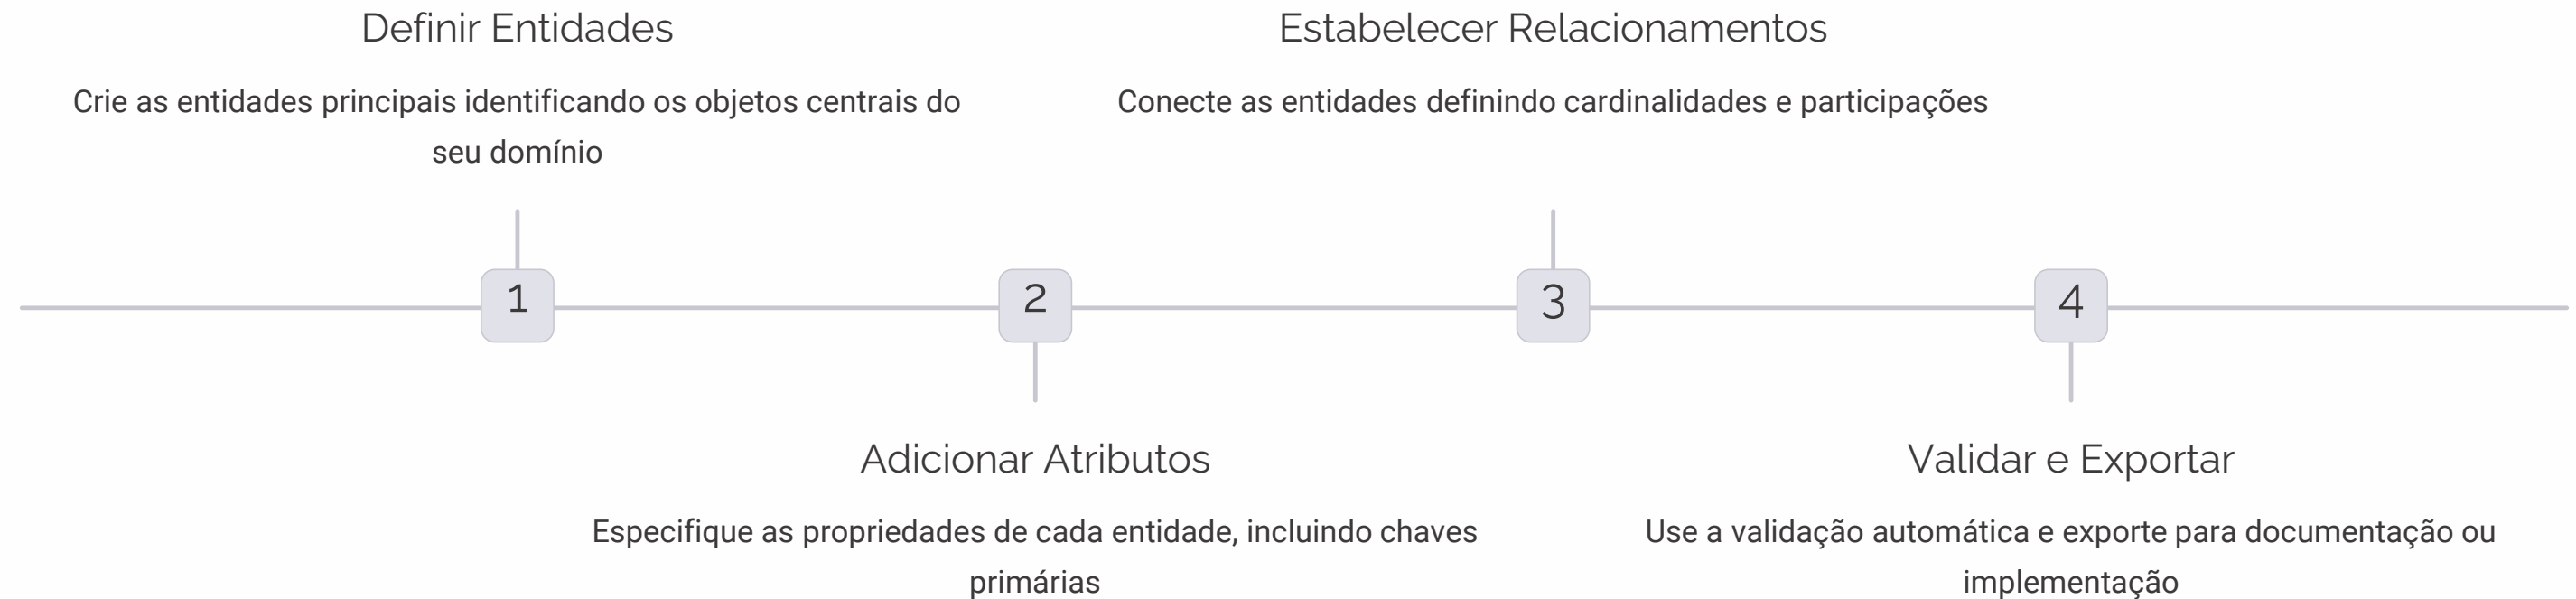 Definir Entidades
Crie as entidades principais identificando os objetos centrais do
seu domínio
1
Adicionar Atributos
Especifique as propriedades de cada entidade, incluindo chaves
primárias
2
Estabelecer Relacionamentos
Conecte as entidades definindo cardinalidades e participações
3
Validar e Exportar
Use a validação automática e exporte para documentação ou
implementação
4